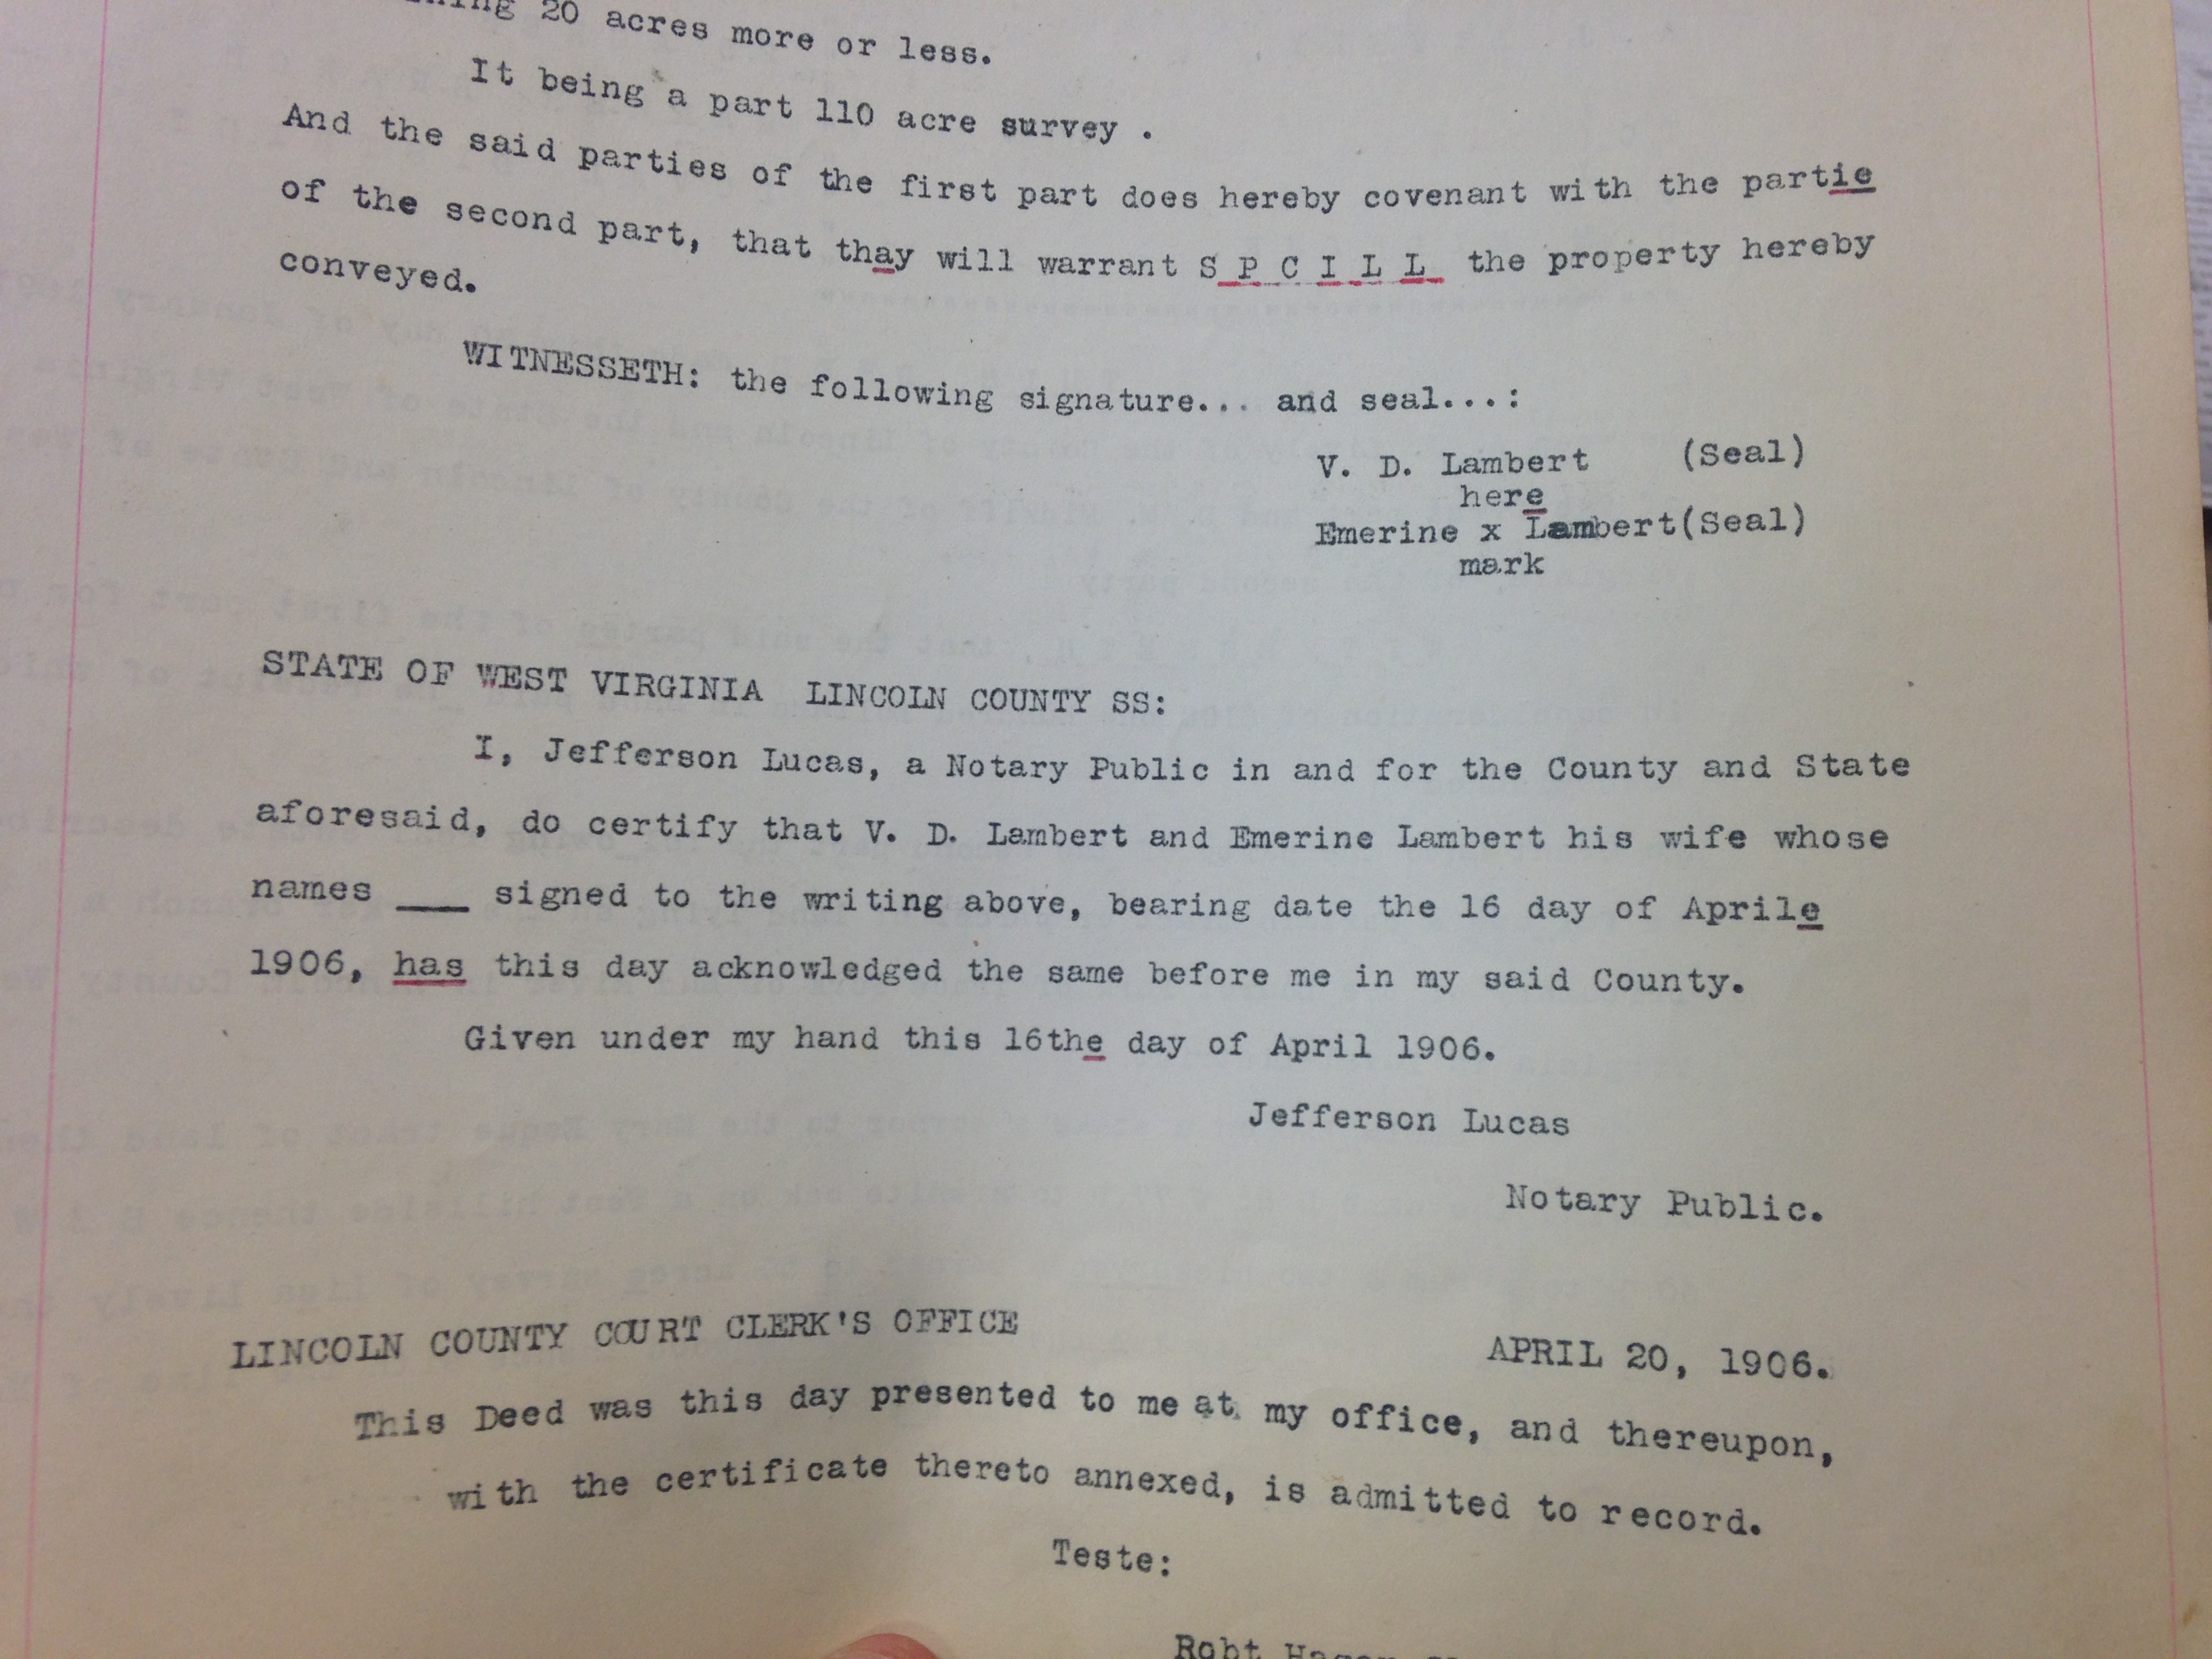 20 acres more or less.
It being a part 110 acre survey .
And the said parties of the first part does hereby covenant with the partie
of the second part, that thay will warrant S P C I L L the property hereby
conveyed.
WITNESSETH: the following signature... and seal...:
V. D. Lambert (Seal)
here
Emerine x Lambert(Seal)
mark
STATE OF WEST VIRGINIA LINCOLN COUNTY SS:
I, Jefferson Lucas, a Notary Public in and for the County and State
aforesaid, do certify that V. D. Lambert and Emerine Lambert his wife whose
names ___ signed to the writing above, bearing date the 16 day of Aprile
1906, has this day acknowledged the same before me in my said County.
Given under my hand this 16the day of April 1906.
Jefferson Lucas
Notary Public.
LINCOLN COUNTY COURT CLERK'S OFFICE APRIL 20, 1906.
This Deed was this day presented to me at my office, and thereupon,
with the certificate thereto annexed, is admitted to record.
Teste:
Robt